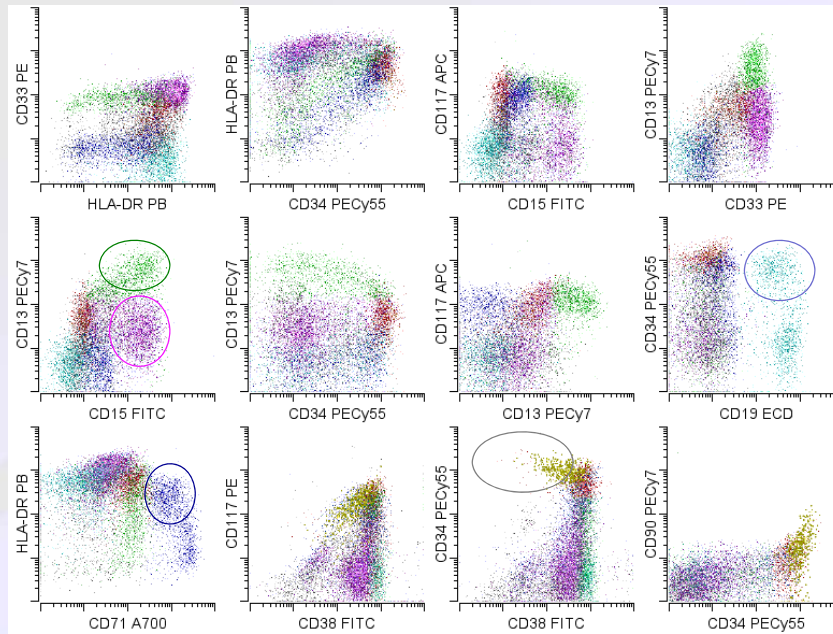 CD33 PE
HLA-DR PB
HLA-DR PB
CD34 PECy55
CD117 APC
CD15 FITC
CD13 PECy7
CD33 PE
CD13 PECy7
CD15 FITC
CD13 PECy7
CD34 PECy55
CD117 APC
CD13 PECy7
CD34 PECy55
CD19 ECD
HLA-DR PB
CD71 A700
CD117 PE
CD38 FITC
CD34 PECy55
CD38 FITC
CD90 PECy7
CD34 PECy55